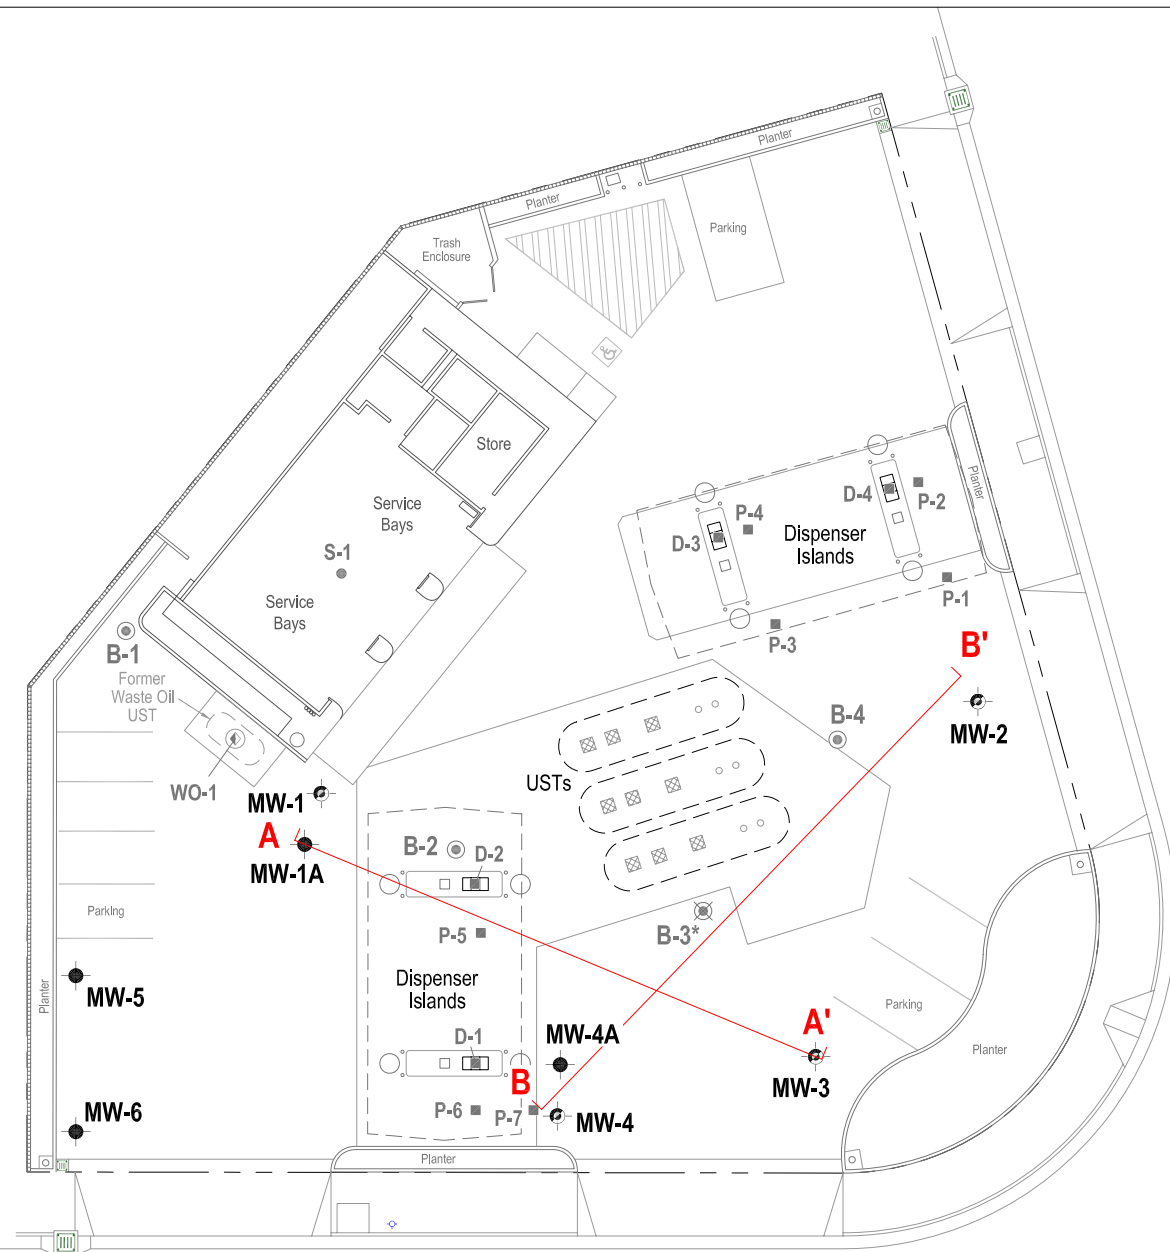 Planter
Planter
Parking
Trash
Enclosure
Store
Service
Bays
S-1
Service
Bays
D-4
P-2
Planter
P-4
D-3
Dispenser
Islands
P-1
P-3
B-1
Former
Waste Oil
UST
WO-1
B'
MW-2
B-4
USTs
MW-1
A
MW-1A
B-2
D-2
Parking
B-3*
P-5
MW-5
Planter
Dispenser
Islands
Parking
A'
MW-3
Planter
D-1
MW-4A
B
MW-6
P-6
P-7
MW-4
Planter